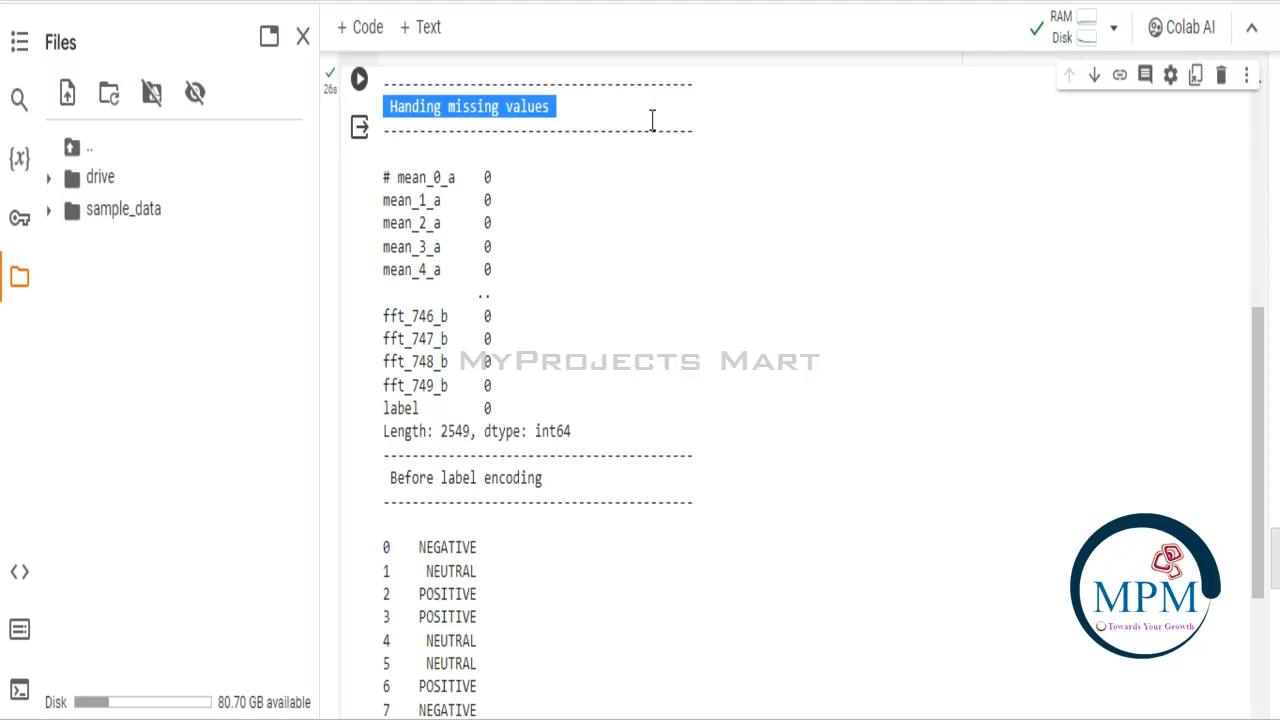 Files
..
drive
sample_data
Disk 80.70 GB available
+ Code + Text
RAM
Disk
Colab AI
26s
----------------------------------------
Handing missing values
----------------------------------------
# mean_0_a 0
mean_1_a 0
mean_2_a 0
mean_3_a 0
mean_4_a 0
..
fft_746_b 0
fft_747_b 0
fft_748_b 0
fft_749_b 0
label 0
Length: 2549, dtype: int64
----------------------------------------
Before label encoding
----------------------------------------
0 NEGATIVE
1 NEUTRAL
2 POSITIVE
3 POSITIVE
4 NEUTRAL
5 NEUTRAL
6 POSITIVE
7 NEGATIVE
MyProjects Mart
MPM
Towards Your Growth